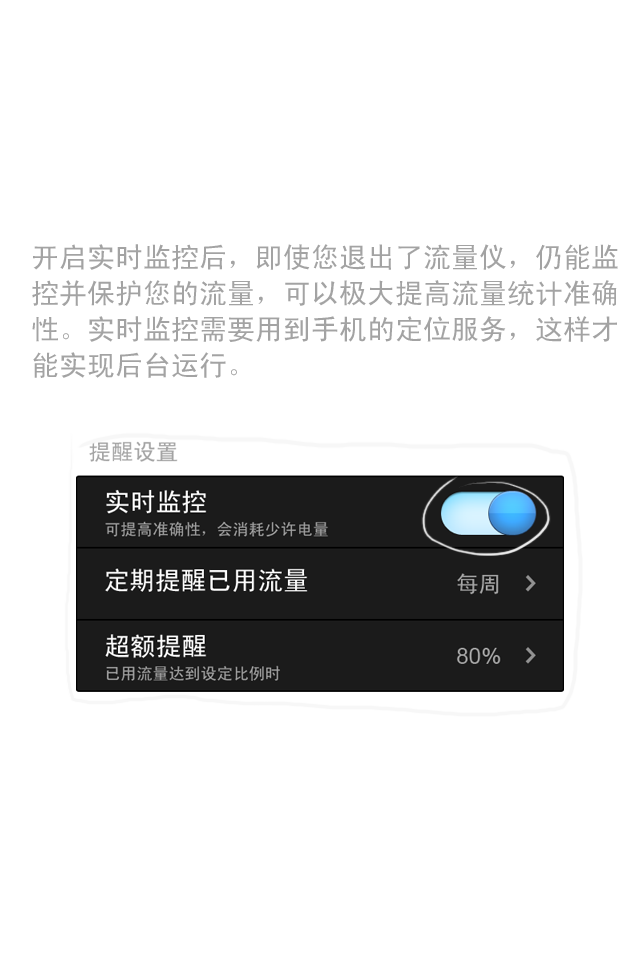 开启实时监控后，即使您退出了流量仪，仍能监
控并保护您的流量，可以极大提高流量统计准确
性。实时监控需要用到手机的定位服务，这样才
能实现后台运行。
提醒设置
实时监控
可提高准确性，会消耗少许电量
定期提醒已用流量 每周
超额提醒 80%
已用流量达到设定比例时